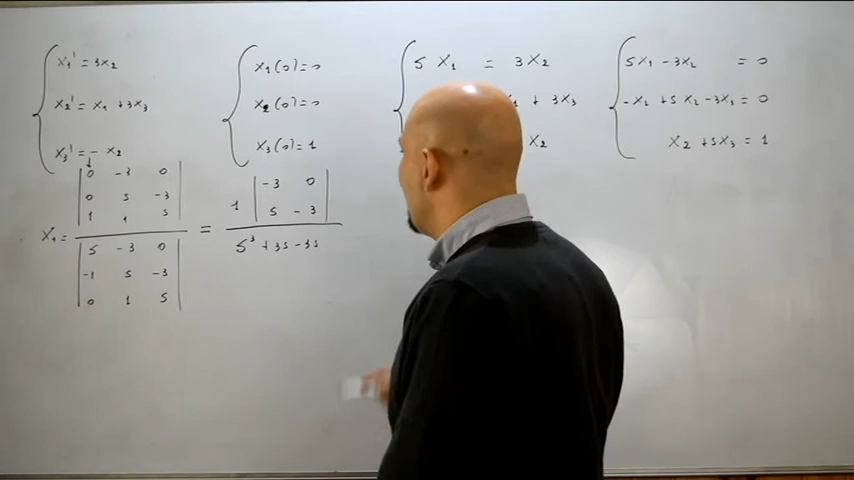 x₁' = 3x₂
x₂' = x₁ + 3x₃
x₃' = - x₂
x₁(0) = 0
x₂(0) = 0
x₃(0) = 1
s X₁ = 3X₂
+ 3X₃
X₂
sX₁ - 3X₂ = 0
-X₂ + s X₂ - 3X₃ = 0
X₂ + sX₃ = 1
0 -3 0
0 s -3
1 1 s
X₁ =
s -3 0
-1 s -3
0 1 s
= 1
-3 0
s -3
s³ + 3s - 3s